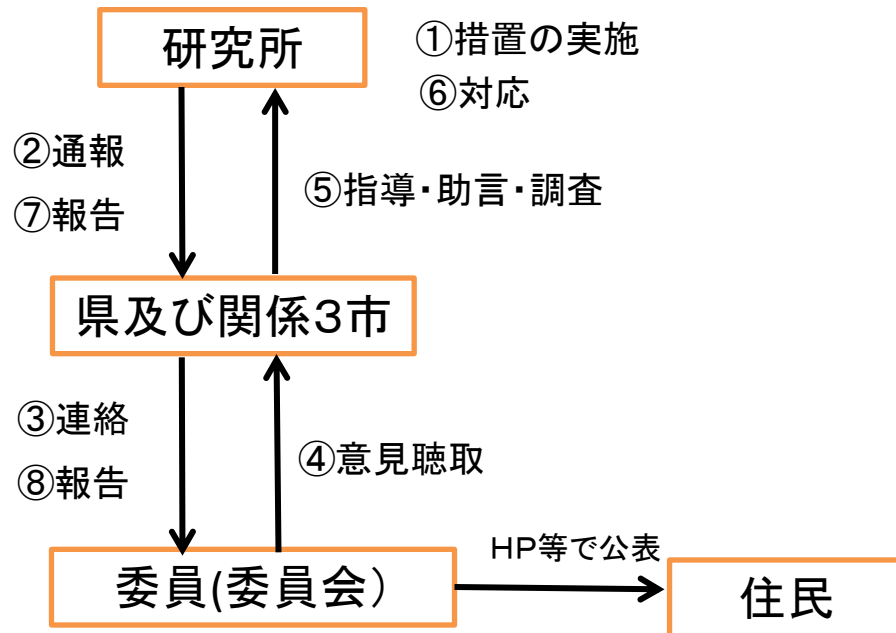 研究所
①措置の実施
⑥対応
②通報
⑦報告
⑤指導・助言・調査
県及び関係３市
③連絡
⑧報告
④意見聴取
委員(委員会）
ＨＰ等で公表
住民